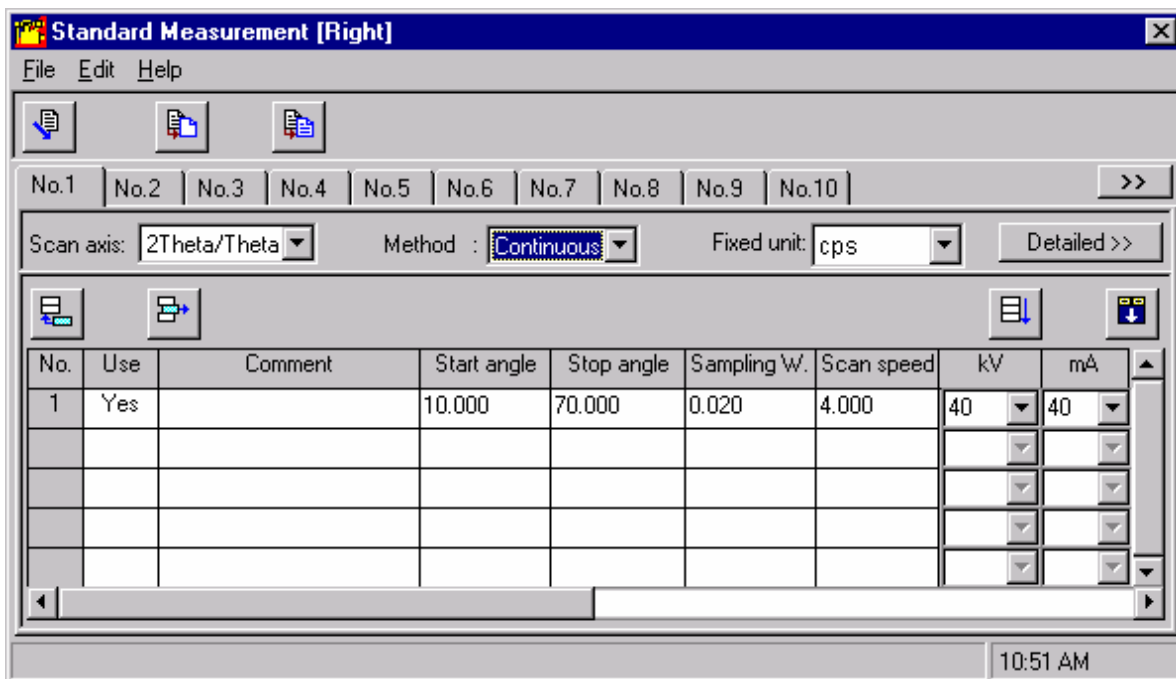 Standard Measurement [Right]
File Edit Help
No.1 No.2 No.3 No.4 No.5 No.6 No.7 No.8 No.9 No.10 >>
Scan axis: 2Theta/Theta Method : Continuous Fixed unit: cps Detailed >>
No. Use Comment Start angle Stop angle Sampling W. Scan speed kV mA
1 Yes 10.000 70.000 0.020 4.000 40 40
10:51 AM